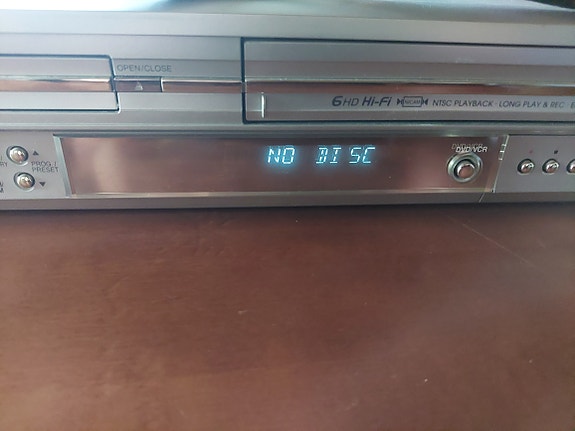 OPEN/CLOSE
6HD Hi-Fi NTSC PLAYBACK · LONG PLAY & REC ·
PROG/
PRESET
NO DISC
DVD/VCR